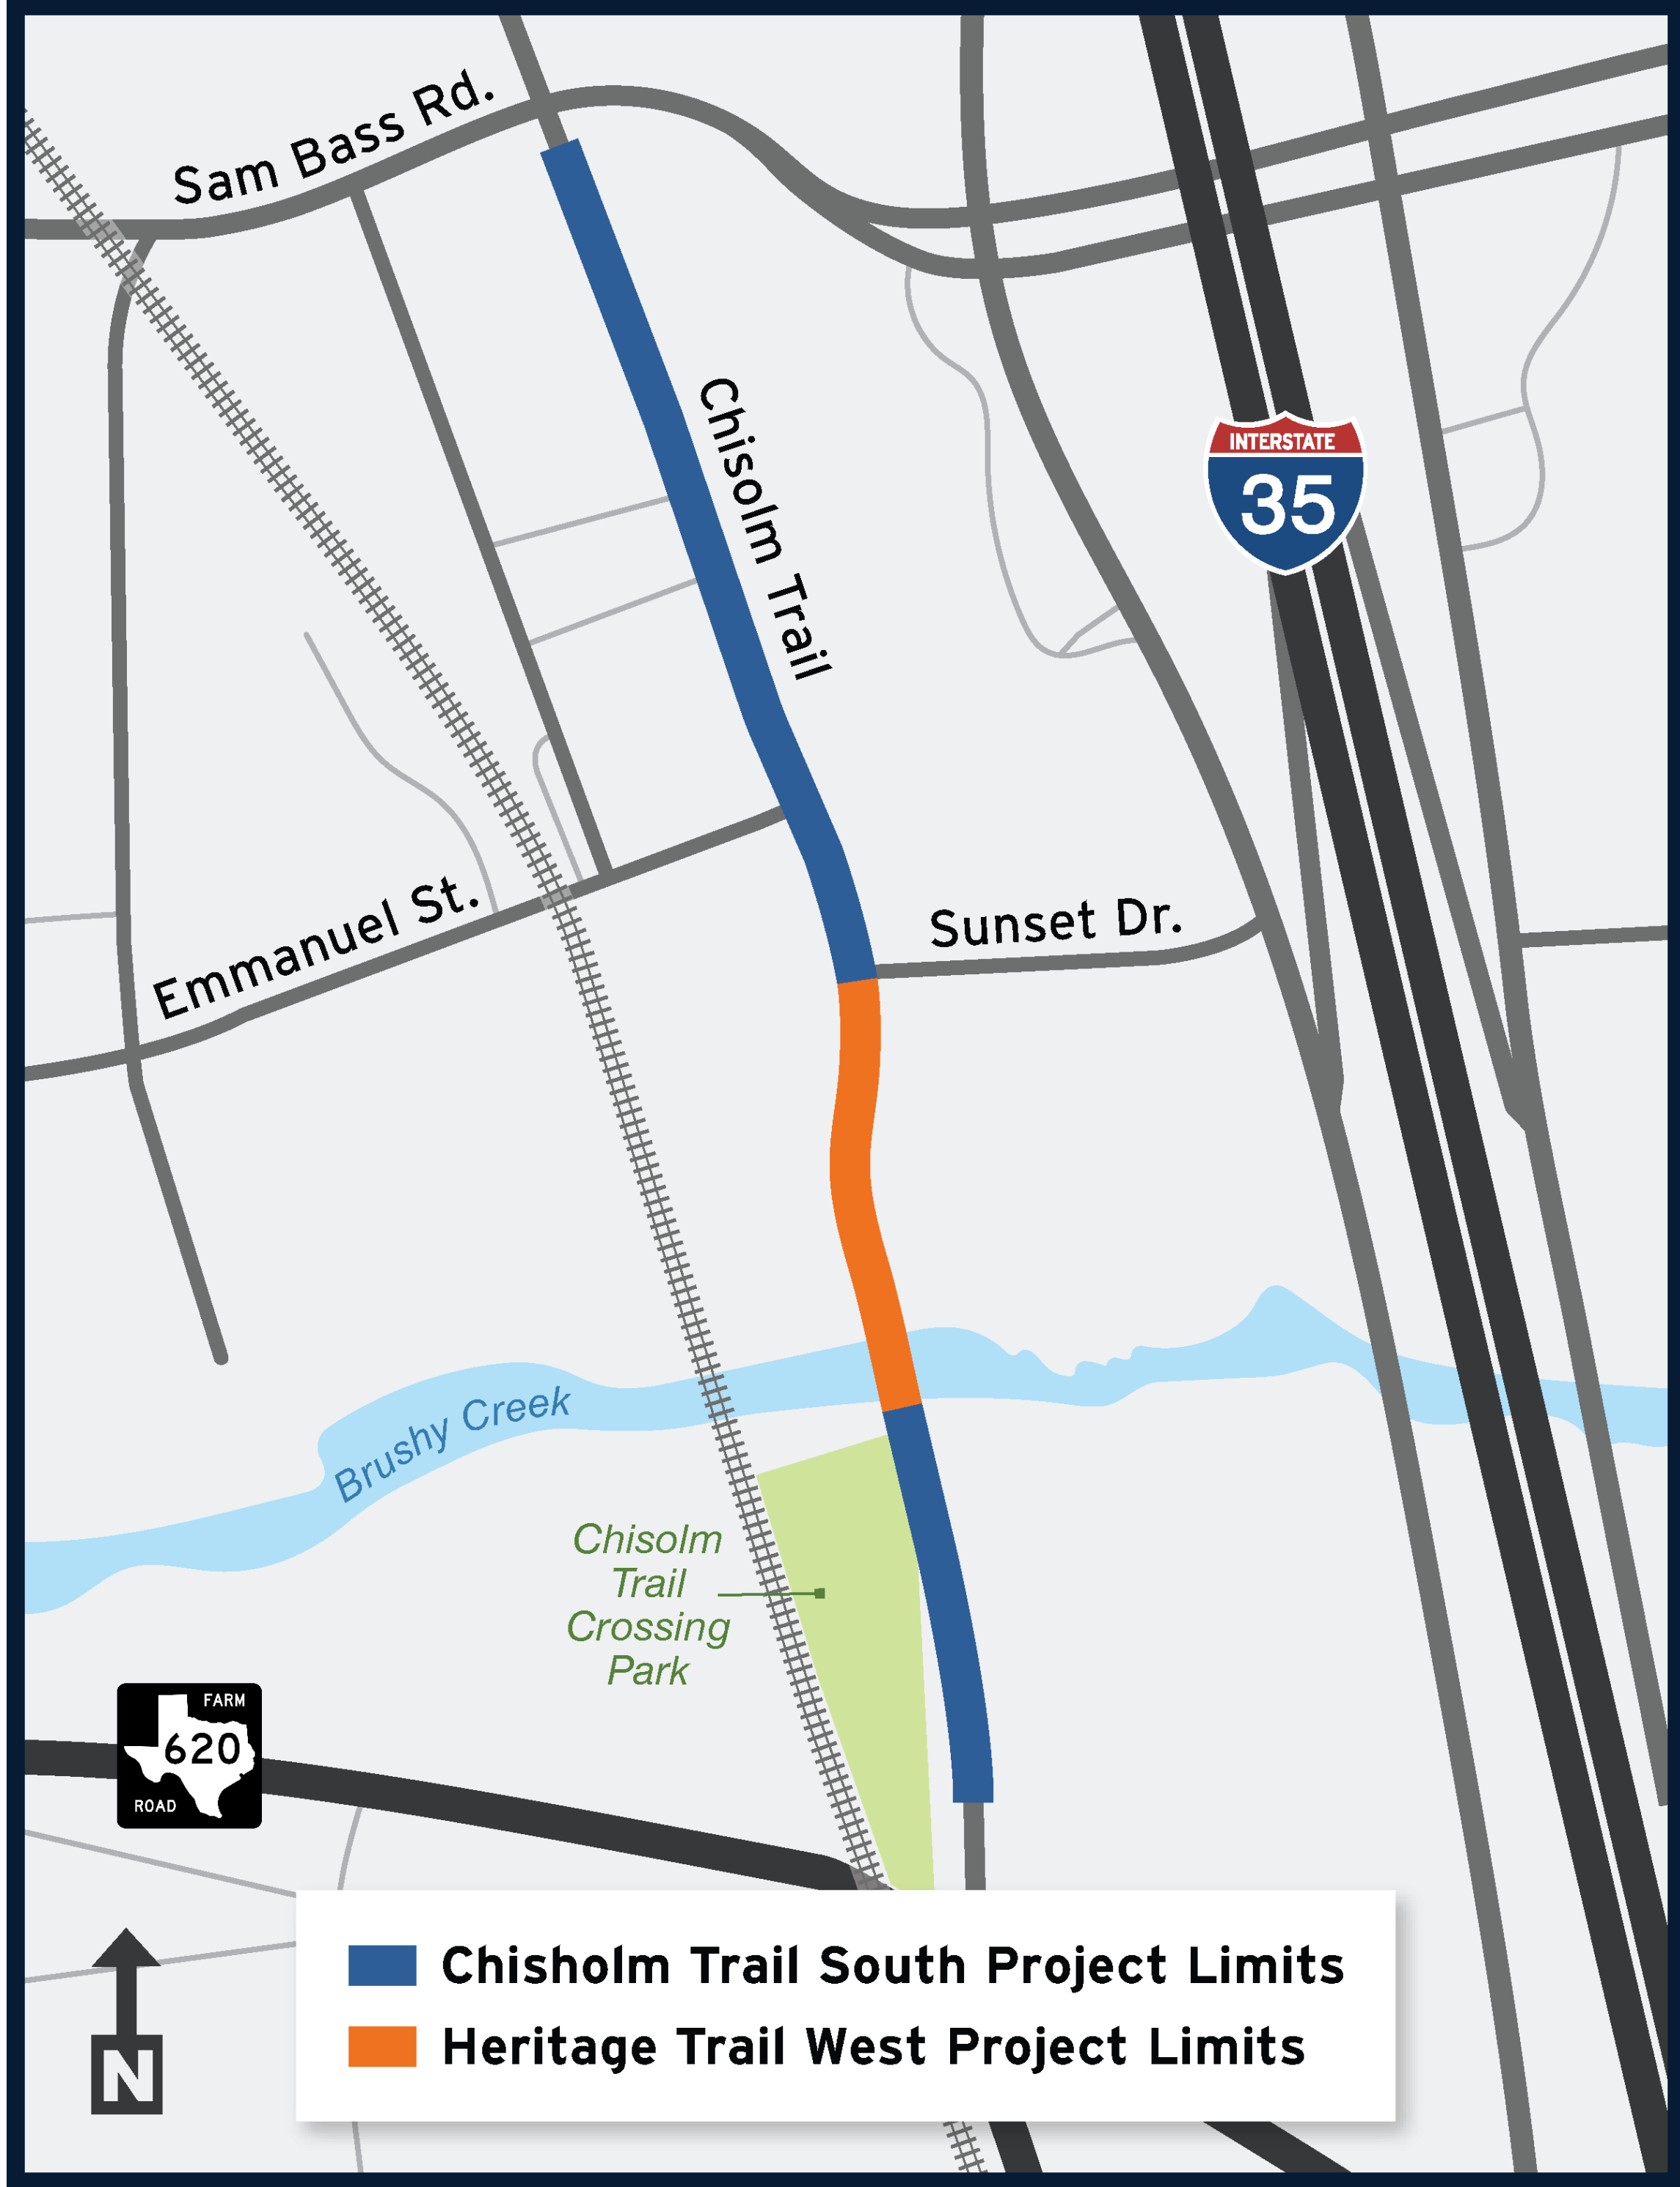 Sam Bass Rd.
Chisolm Trail
INTERSTATE
35
Sunset Dr.
Emmanuel St.
Brushy Creek
Chisolm
Trail
Crossing
Park
FARM
620
ROAD
Chisholm Trail South Project Limits
Heritage Trail West Project Limits
N